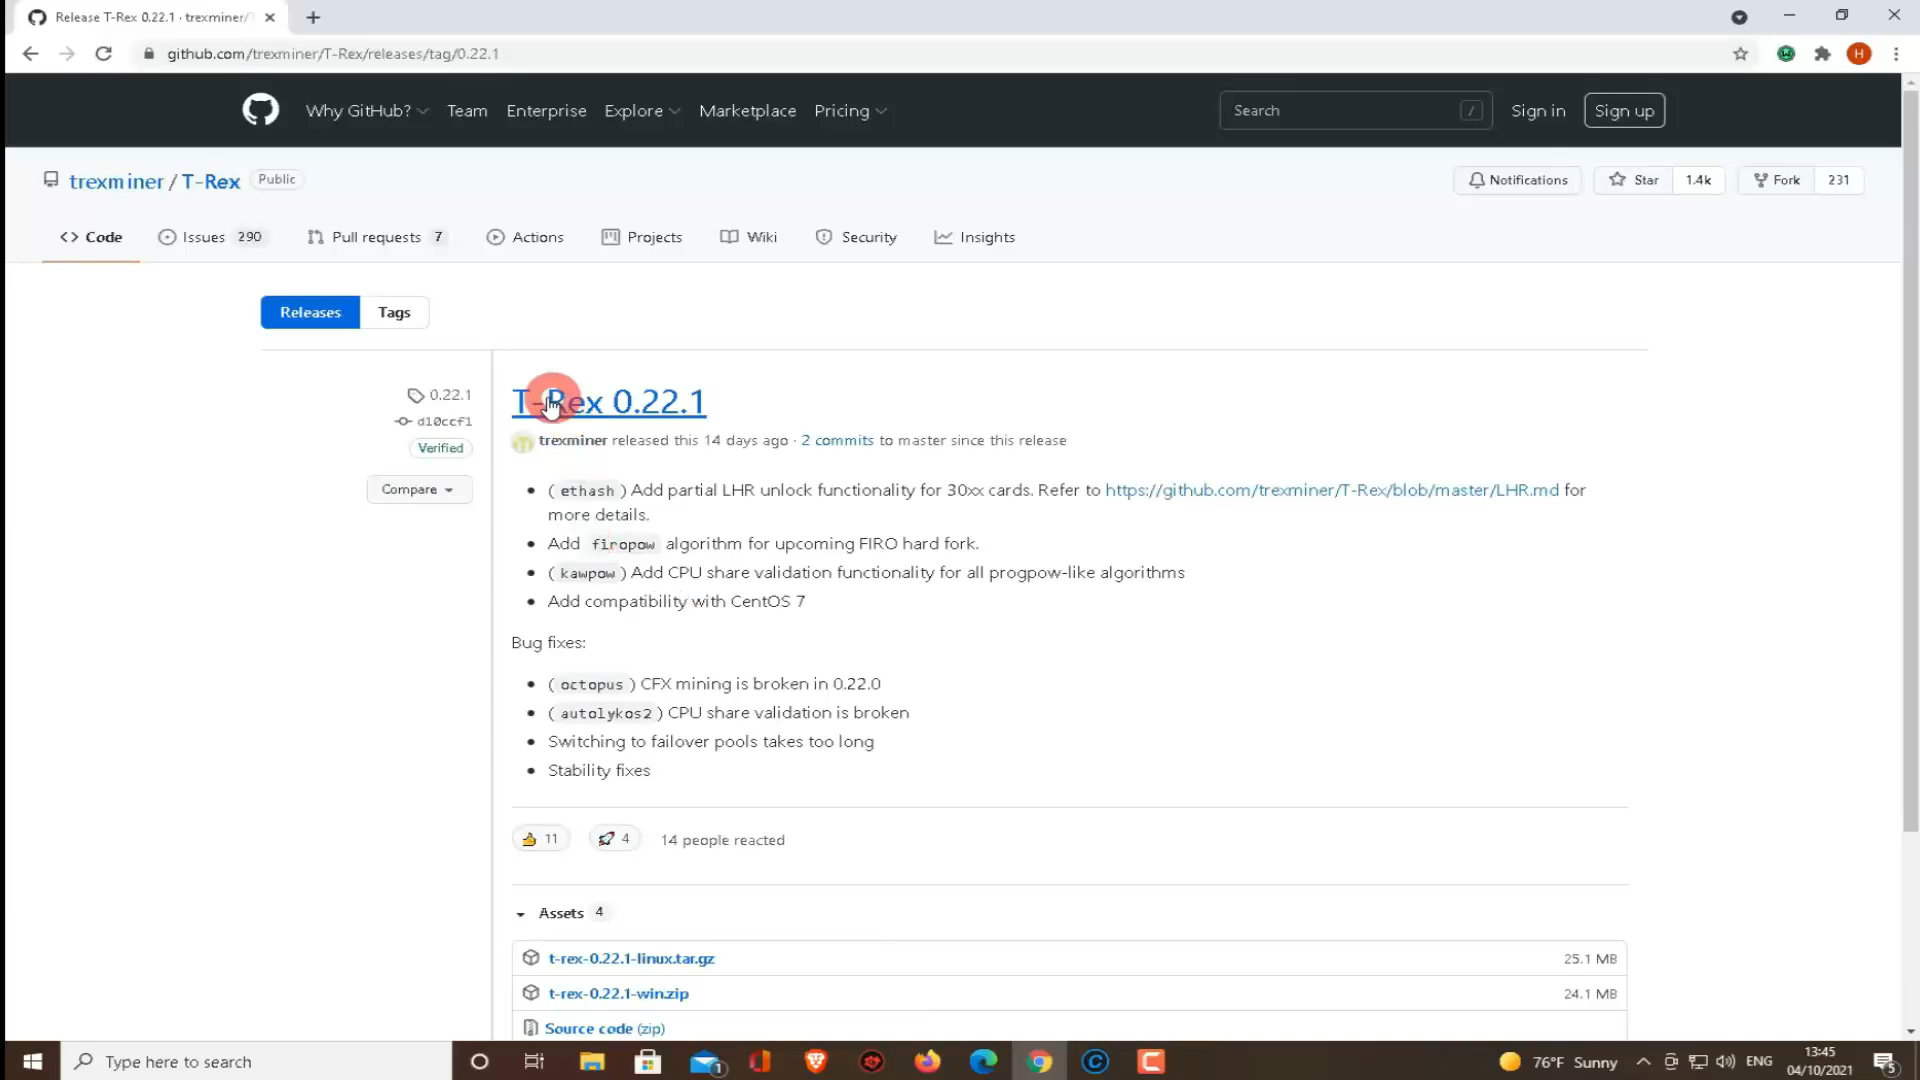 Release T-Rex 0.22.1 · trexminer/T
github.com/trexminer/T-Rex/releases/tag/0.22.1
H
Why GitHub? Team Enterprise Explore Marketplace Pricing Search / Sign in Sign up
trexminer / T-Rex Public Notifications Star 1.4k Fork 231
<> Code Issues 290 Pull requests 7 Actions Projects Wiki Security Insights
Releases Tags
0.22.1
d10ccf1
Verified
Compare
T-Rex 0.22.1
trexminer released this 14 days ago · 2 commits to master since this release
• ( ethash ) Add partial LHR unlock functionality for 30xx cards. Refer to https://github.com/trexminer/T-Rex/blob/master/LHR.md for
more details.
• Add firopow algorithm for upcoming FIRO hard fork.
• ( kawpow ) Add CPU share validation functionality for all progpow-like algorithms
• Add compatibility with CentOS 7
Bug fixes:
• ( octopus ) CFX mining is broken in 0.22.0
• ( autolykos2 ) CPU share validation is broken
• Switching to failover pools takes too long
• Stability fixes
👍 11 🚀 4 14 people reacted
Assets 4
t-rex-0.22.1-linux.tar.gz 25.1 MB
t-rex-0.22.1-win.zip 24.1 MB
Source code (zip)
Type here to search 1 76°F Sunny ENG 13:45
04/10/2021 5